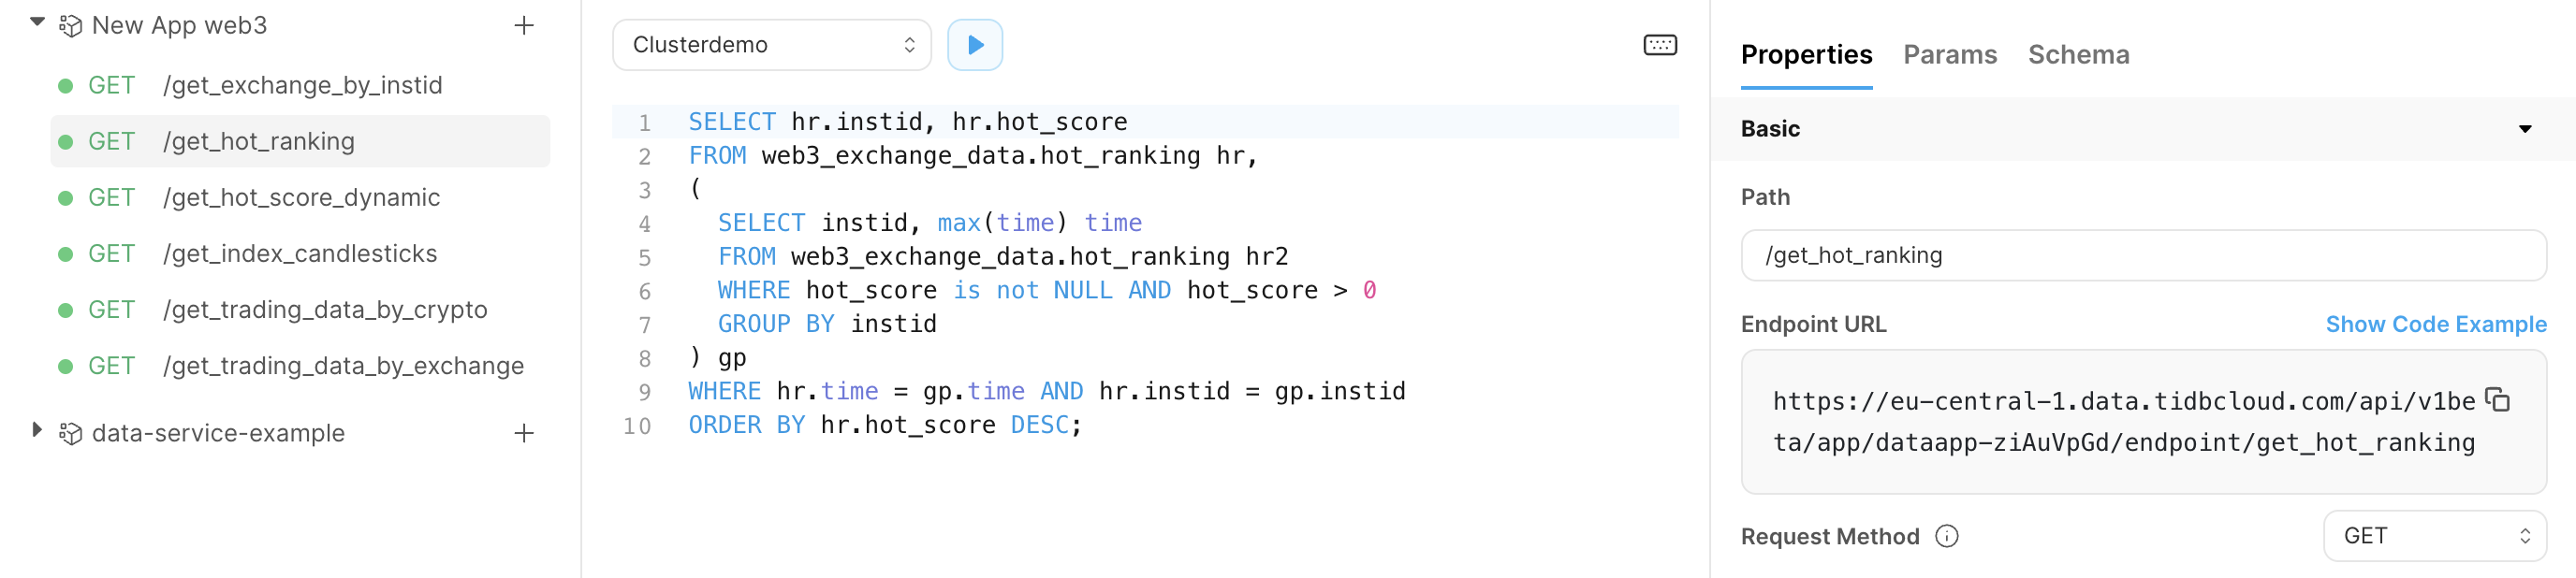 New App web3
GET /get_exchange_by_instid
GET /get_hot_ranking
GET /get_hot_score_dynamic
GET /get_index_candlesticks
GET /get_trading_data_by_crypto
GET /get_trading_data_by_exchange
data-service-example
Clusterdemo
1 SELECT hr.instid, hr.hot_score
2 FROM web3_exchange_data.hot_ranking hr,
3 (
4 SELECT instid, max(time) time
5 FROM web3_exchange_data.hot_ranking hr2
6 WHERE hot_score is not NULL AND hot_score > 0
7 GROUP BY instid
8 ) gp
9 WHERE hr.time = gp.time AND hr.instid = gp.instid
10 ORDER BY hr.hot_score DESC;
Properties Params Schema
Basic
Path
/get_hot_ranking
Endpoint URL Show Code Example
https://eu-central-1.data.tidbcloud.com/api/v1be
ta/app/dataapp-ziAuVpGd/endpoint/get_hot_ranking
Request Method GET